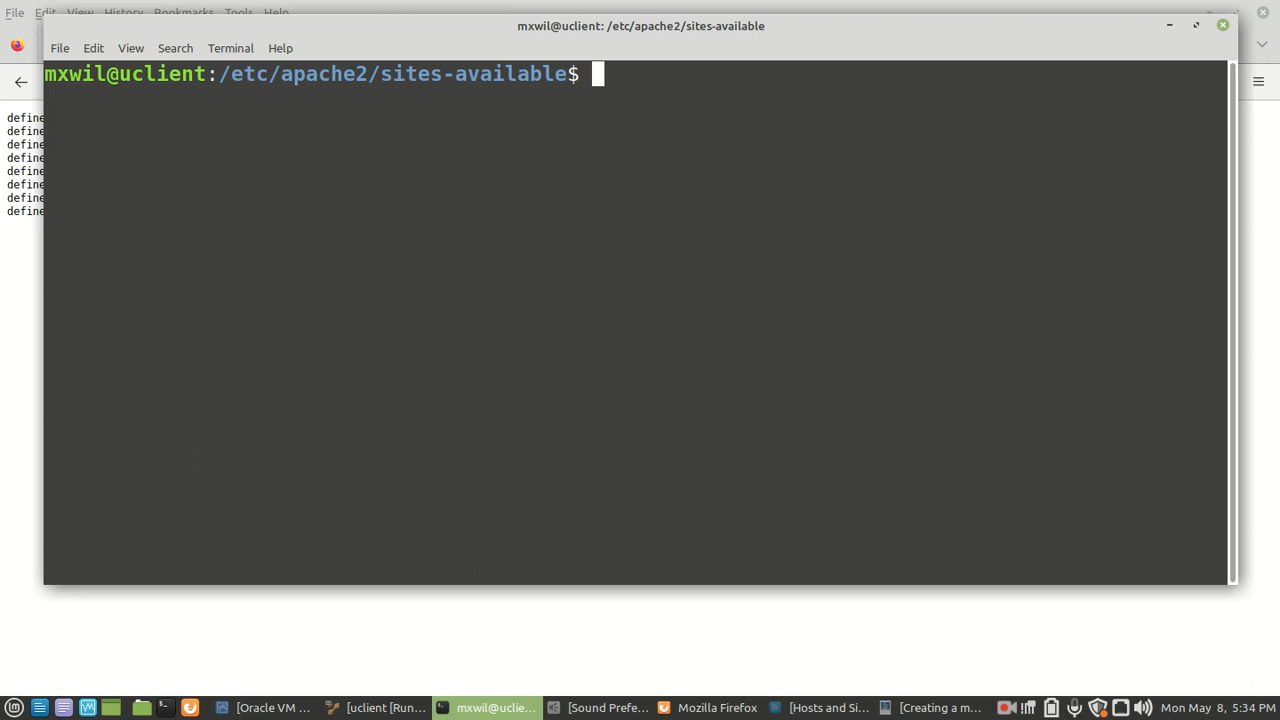 File Edit View History Bookmarks Tools Help
mxwil@uclient: /etc/apache2/sites-available
File Edit View Search Terminal Help
mxwil@uclient:/etc/apache2/sites-available$
define
define
define
define
define
define
define
define
[Oracle VM ... [uclient [Run... mxwil@uclie... [Sound Prefe... Mozilla Firefox [Hosts and Si... [Creating a m... Mon May 8, 5:34 PM